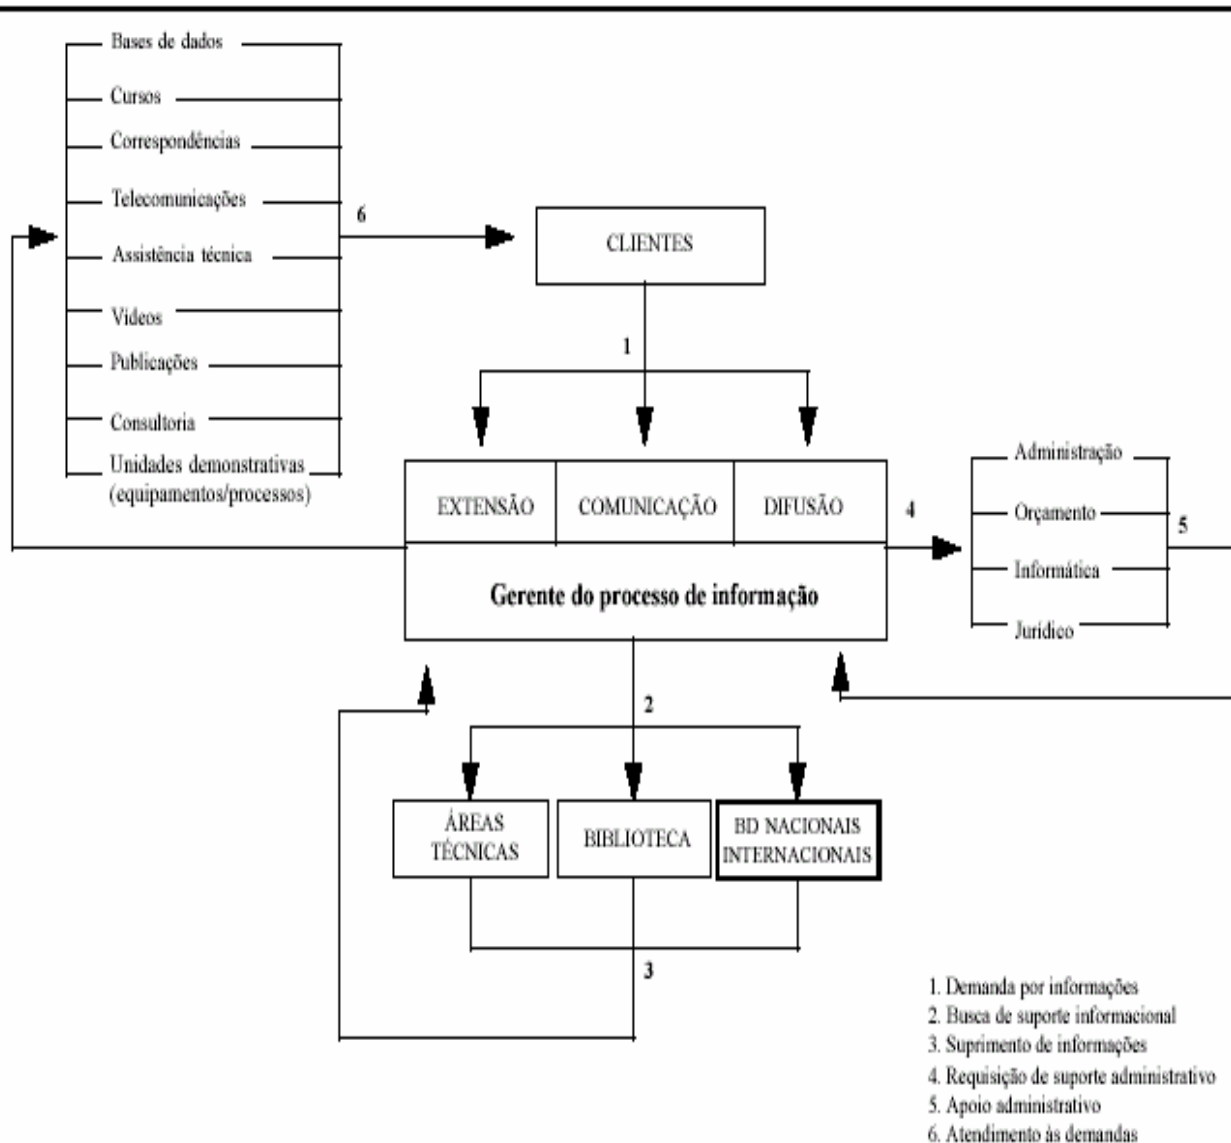 Bases de dados
Cursos
Correspondências
Telecomunicações
Assistência técnica
Vídeos
Publicações
Consultoria
Unidades demonstrativas
(equipamentos/processos)
6
CLIENTES
1
EXTENSÃO
COMUNICAÇÃO
DIFUSÃO
Gerente do processo de informação
4
Administração
Orçamento
Informática
Jurídico
5
2
ÁREAS
TÉCNICAS
BIBLIOTECA
BD NACIONAIS
INTERNACIONAIS
3
1. Demanda por informações
2. Busca de suporte informacional
3. Suprimento de informações
4. Requisição de suporte administrativo
5. Apoio administrativo
6. Atendimento às demandas